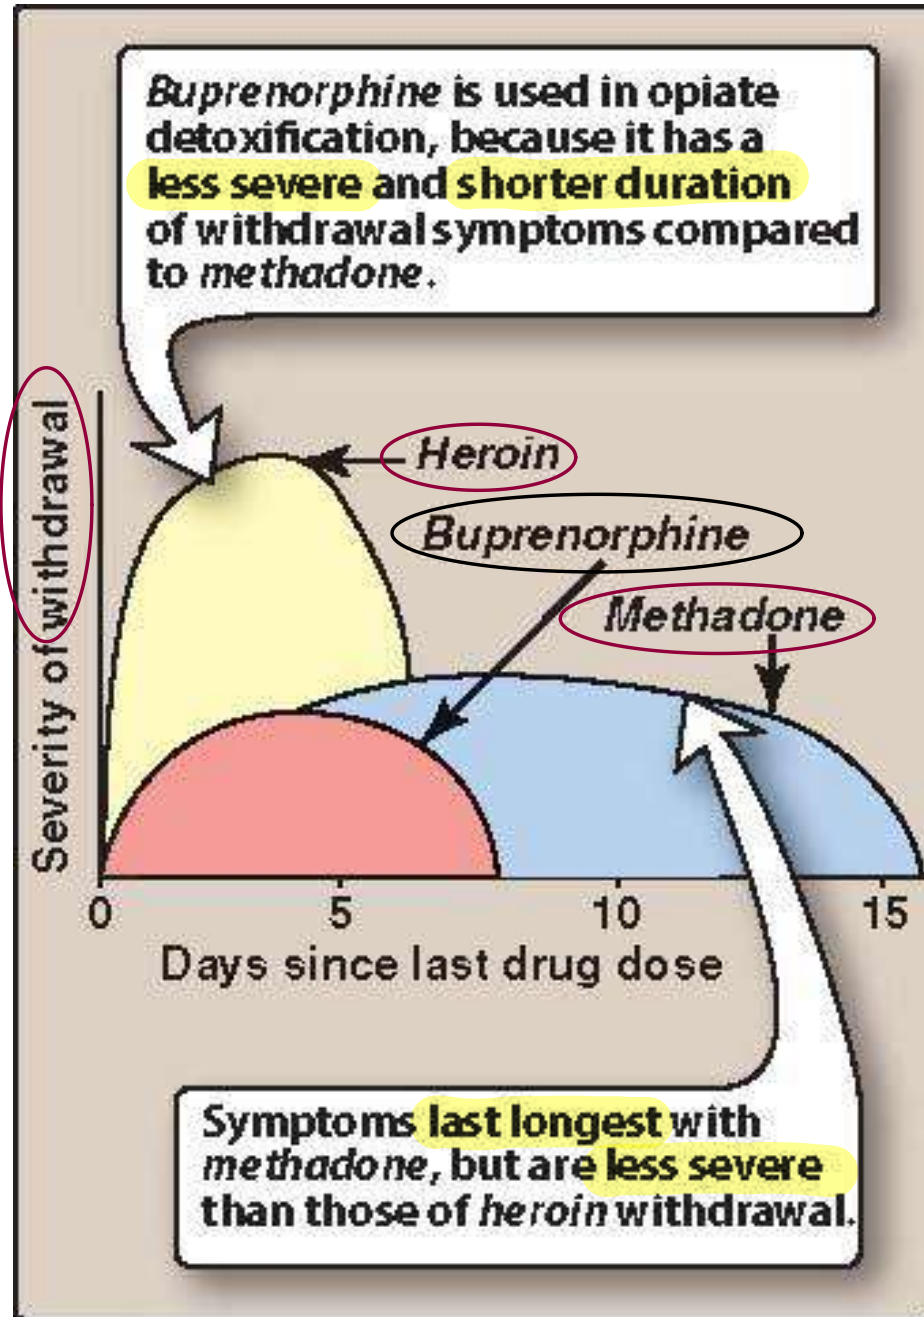 Buprenorphine is used in opiate
detoxification, because it has a
less severe and shorter duration
of withdrawal symptoms compared
to methadone.
Severity of withdrawal
Heroin
Buprenorphine
Methadone
0 5 10 15
Days since last drug dose
Symptoms last longest with
methadone, but are less severe
than those of heroin withdrawal.